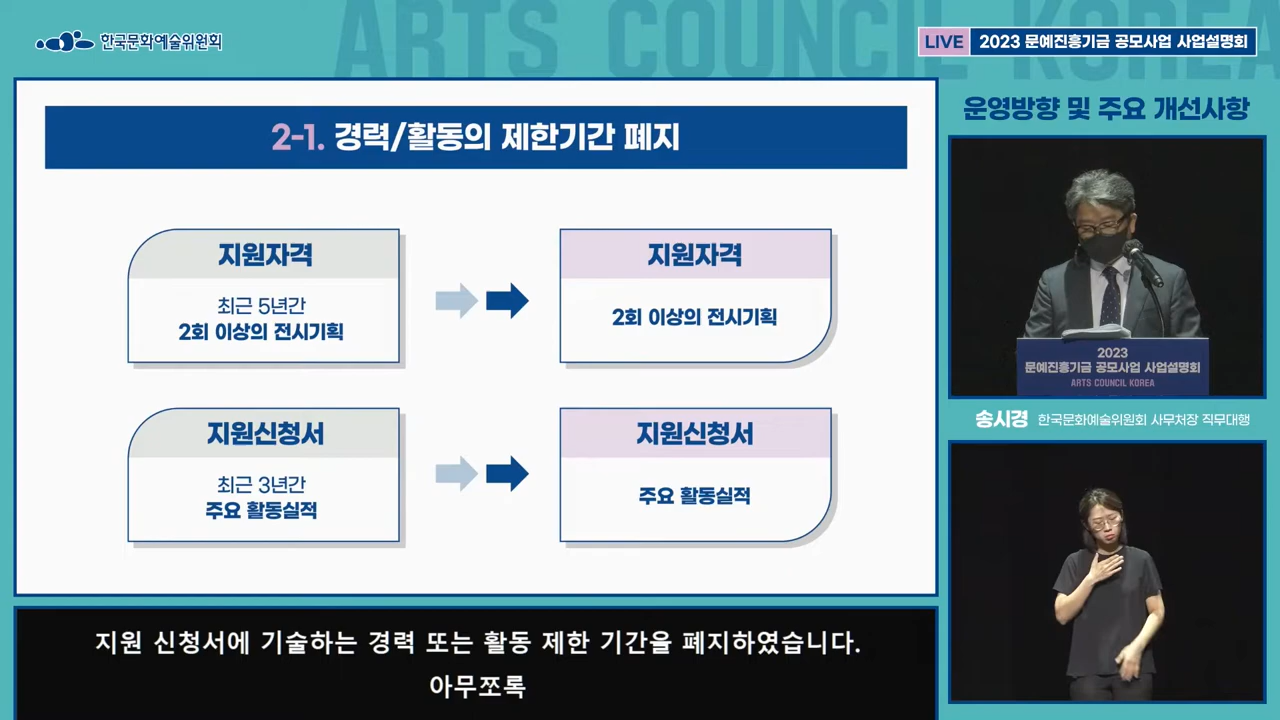 ARTS COUNCIL KOREA
한국문화예술위원회
LIVE 2023 문예진흥기금 공모사업 사업설명회
2-1. 경력/활동의 제한기간 폐지
지원자격
최근 5년간
2회 이상의 전시기획
지원자격
2회 이상의 전시기획
지원신청서
최근 3년간
주요 활동실적
지원신청서
주요 활동실적
운영방향 및 주요 개선사항
2023
문예진흥기금 공모사업 사업설명회
ARTS COUNCIL KOREA
송시경 한국문화예술위원회 사무처장 직무대행
지원 신청서에 기술하는 경력 또는 활동 제한 기간을 폐지하였습니다.
아무쪼록